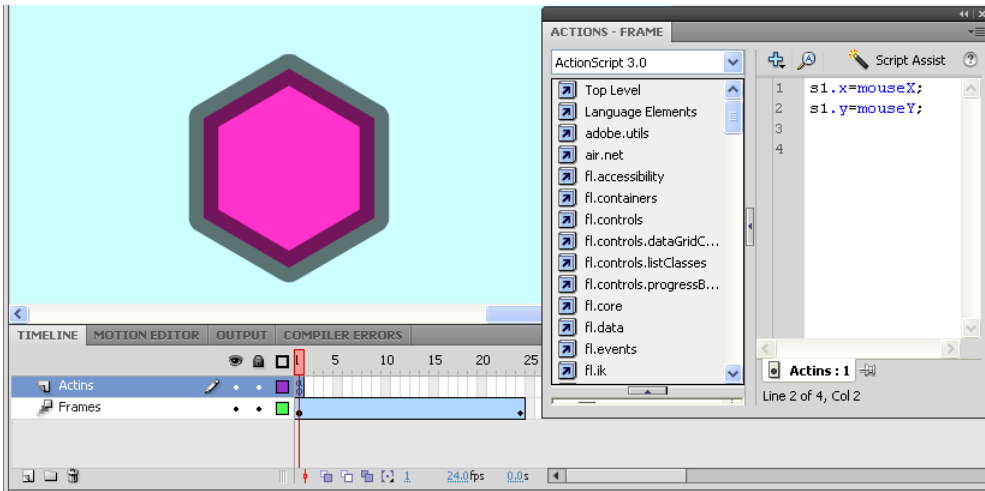 ACTIONS - FRAME
ActionScript 3.0
Top Level
Language Elements
adobe.utils
air.net
fl.accessibility
fl.containers
fl.controls
fl.controls.dataGridC...
fl.controls.listClasses
fl.controls.progressB...
fl.core
fl.data
fl.events
fl.ik
Script Assist
1 s1.x=mouseX;
2 s1.y=mouseY;
3
4
Actins : 1
Line 2 of 4, Col 2
TIMELINE MOTION EDITOR OUTPUT COMPILER ERRORS
1 5 10 15 20 25
Actins
Frames
1 24.0fps 0.0s